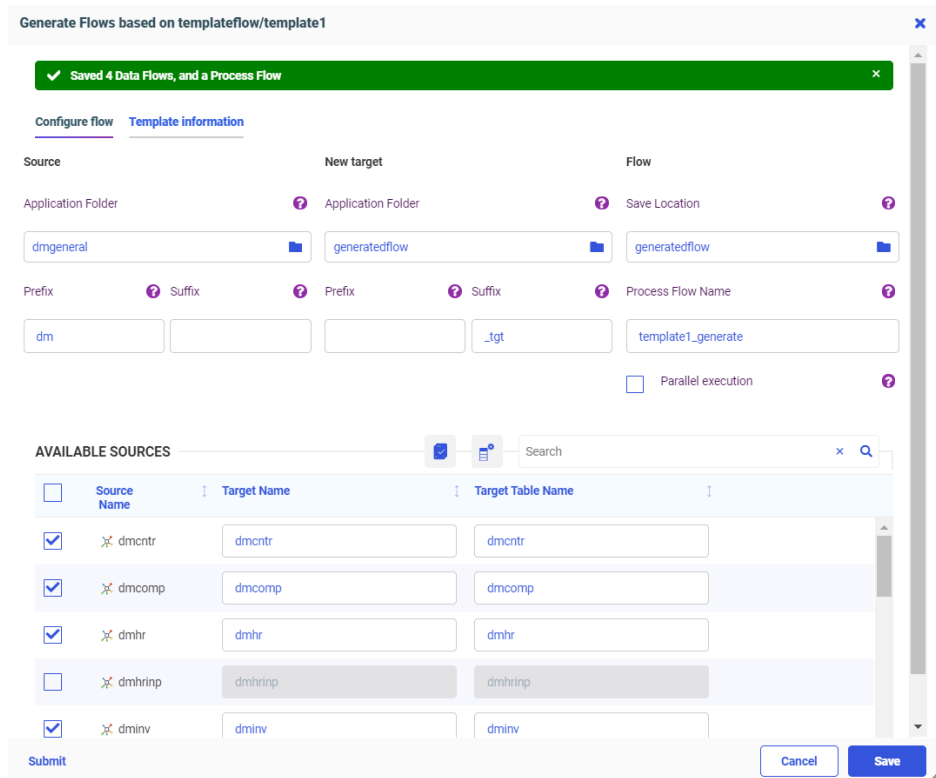 Generate Flows based on templateflow/template1
Saved 4 Data Flows, and a Process Flow
Configure flow Template information
Source New target Flow
Application Folder Application Folder Save Location
dmgeneral generatedflow generatedflow
Prefix Suffix Prefix Suffix Process Flow Name
dm _tgt template1_generate
Parallel execution
AVAILABLE SOURCES Search
Source Name Target Name Target Table Name
dmcntr dmcntr dmcntr
dmcomp dmcomp dmcomp
dmhr dmhr dmhr
dmhrinp dmhrinp dmhrinp
dminv dminv dminv
Submit Cancel Save